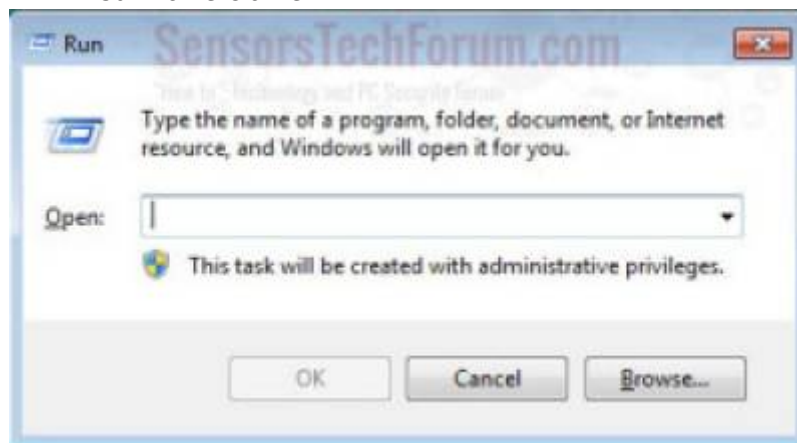 Run
SensorsTechForum.com
Type the name of a program, folder, document, or Internet
resource, and Windows will open it for you.
Open:
This task will be created with administrative privileges.
OK
Cancel
Browse...